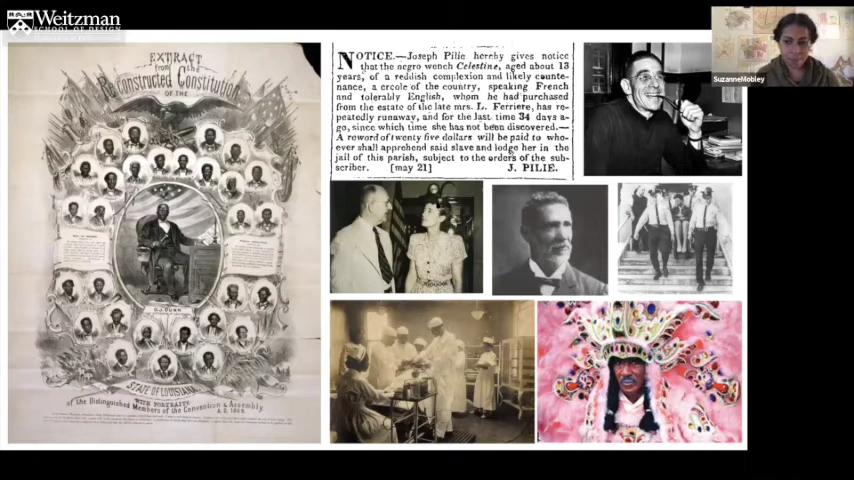 Weitzman
SCHOOL OF DESIGN
SuzanneMobley
EXTRACT
from the
Reconstructed Constitution
OF THE
O.J. DUNN
STATE OF LOUISIANA
WITH PORTRAITS
of the Distinguished Members of the Convention & Assembly.
A.D. 1868.
NOTICE.—Joseph Pilie hereby gives notice
that the negro wench Celestine, aged about 13
years, of a reddish complexion and likely counte-
nance, a creole of the country, speaking French
and tolerably English, whom he had purchased
from the estate of the late mrs. L. Ferriere, has re-
peatedly runaway, and for the last time 34 days a-
go, since which time she has not been discovered.—
A reward of twenty five dollars will be paid to who-
ever shall apprehend said slave and lodge her in the
jail of this parish, subject to the orders of the sub-
scriber. [may 21] J. PILIE.